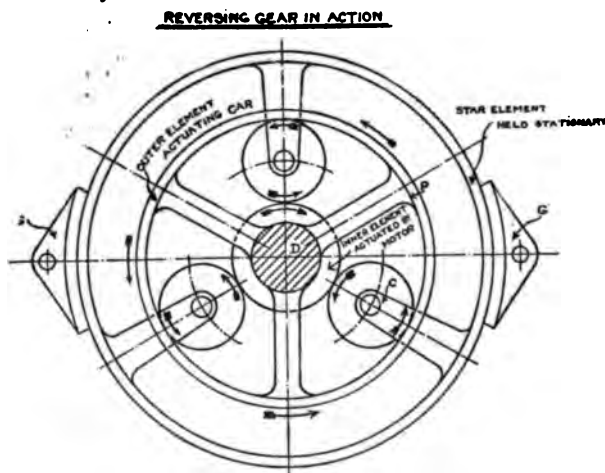 REVERSING GEAR IN ACTION
OUTER ELEMENT
ACTUATING CAR
STAR ELEMENT
HELD STATIONARY
P
G
D
INNER ELEMENT
ACTUATED BY
MOTOR
C